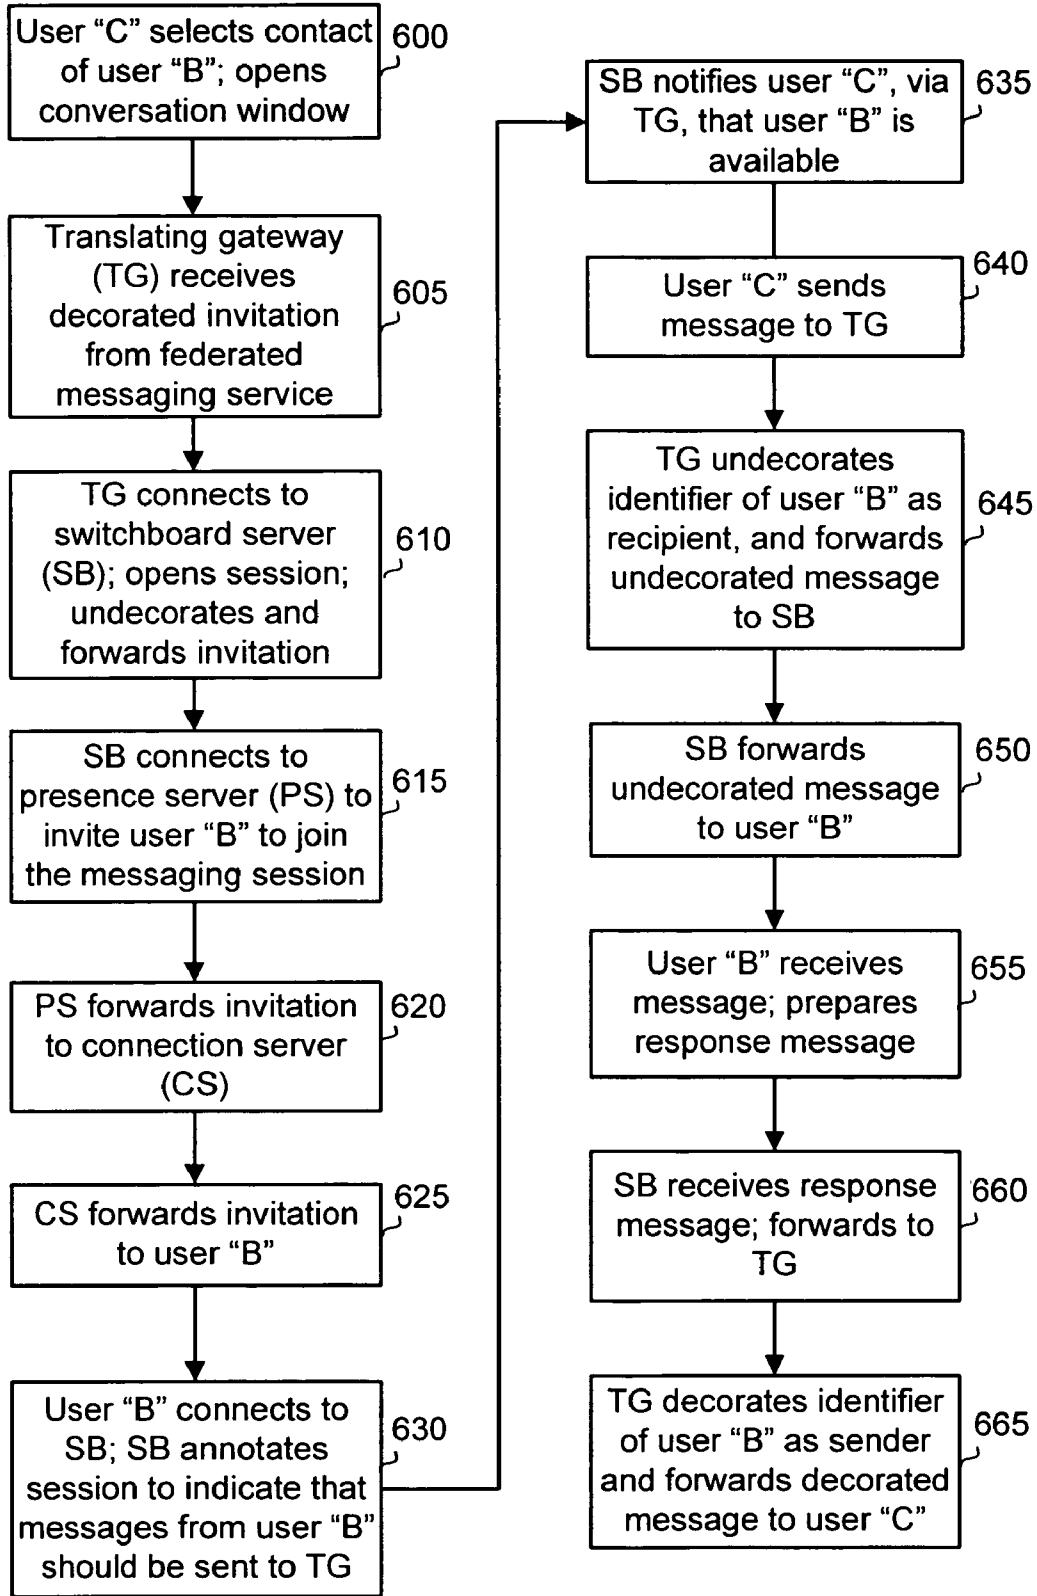 User “C” selects contact
of user “B”; opens
conversation window
600
Translating gateway
(TG) receives
decorated invitation
from federated
messaging service
605
TG connects to
switchboard server
(SB); opens session;
undecorates and
forwards invitation
610
SB connects to
presence server (PS) to
invite user “B” to join
the messaging session
615
PS forwards invitation
to connection server
(CS)
620
CS forwards invitation
to user “B”
625
User “B” connects to
SB; SB annotates
session to indicate that
messages from user “B”
should be sent to TG
630
SB notifies user “C”, via
TG, that user “B” is
available
635
User “C” sends
message to TG
640
TG undecorates
identifier of user “B” as
recipient, and forwards
undecorated message
to SB
645
SB forwards
undecorated message
to user “B”
650
User “B” receives
message; prepares
response message
655
SB receives response
message; forwards to
TG
660
TG decorates identifier
of user “B” as sender
and forwards decorated
message to user “C”
665